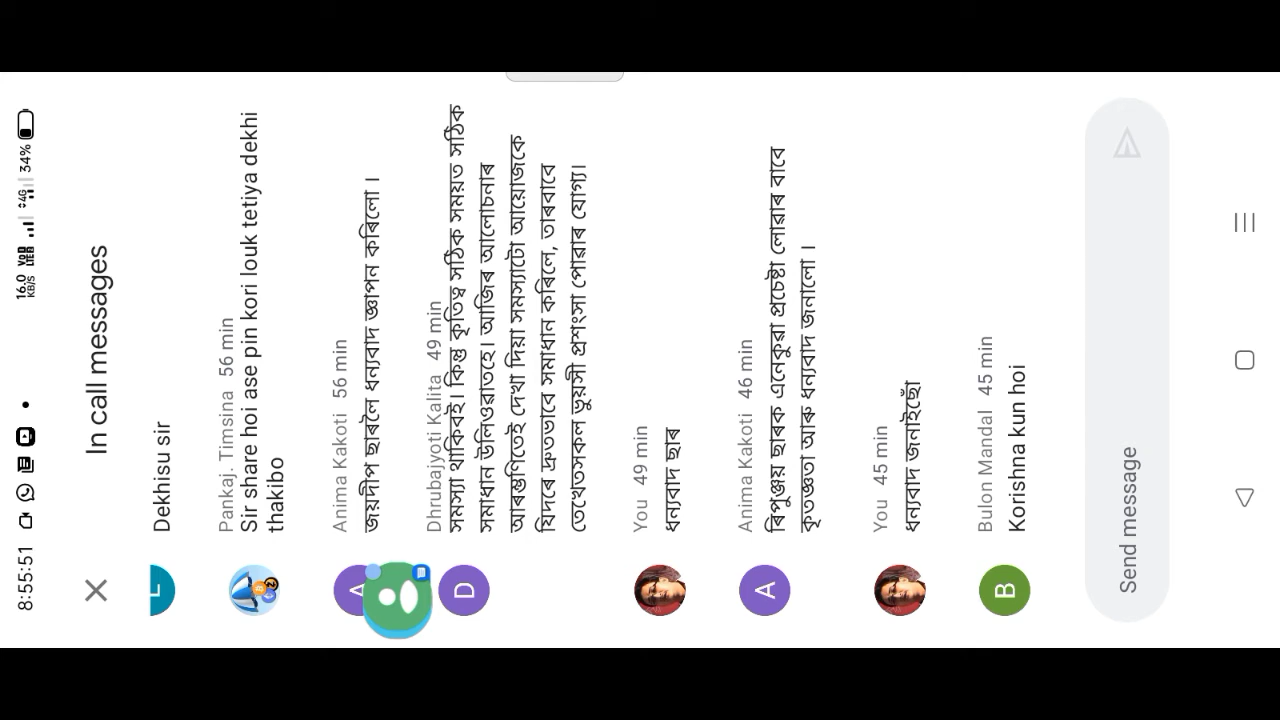 8:55:51
16.0 KB/S
VoD LTE
4G
34%
In call messages
Dekhisu sir
Pankaj. Timsina 56 min
Sir share hoi ase pin kori louk tetiya dekhi
thakibo
Anima Kakoti 56 min
জয়দীপ ছাৰলৈ ধন্যবাদ জ্ঞাপন কৰিলো ।
Dhrubajyoti Kalita 49 min
সমস্যা থাকিবই। কিন্তু কৃতিত্ব সঠিক সময়ত সঠিক
সমাধান উলিওৱাতহে। আজিৰ আলোচনাৰ
আৰম্ভণিতেই দেখা দিয়া সমস্যাটো আয়োজকে
যিদৰে দ্ৰুতভাবে সমাধান কৰিলে, তাৰবাবে
তেখেতসকল ভূয়সী প্ৰশংসা পোৱাৰ যোগ্য।
You 49 min
ধন্যবাদ ছাৰ
Anima Kakoti 46 min
ৰিপুঞ্জয় ছাৰক এনেকুৱা প্ৰচেষ্টা লোৱাৰ বাবে
কৃতজ্ঞতা আৰু ধন্যবাদ জনালো ।
You 45 min
ধন্যবাদ জনাইছোঁ
Bulon Mandal 45 min
Korishna kun hoi
A
D
A
B
Send message